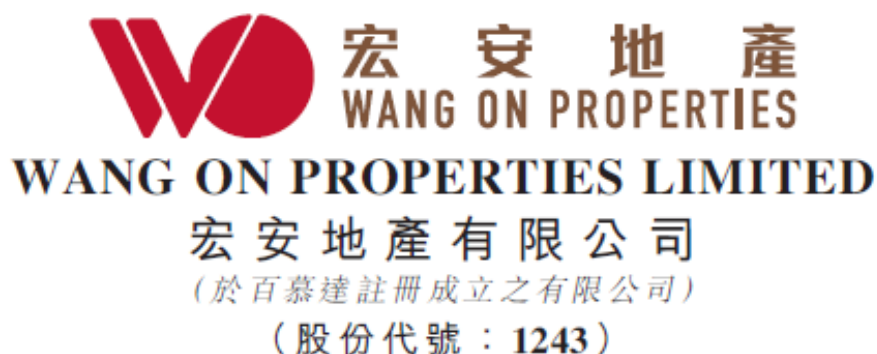 宏安地產
WANG ON PROPERTIES
WANG ON PROPERTIES LIMITED
宏安地產有限公司
(於百慕達註冊成立之有限公司)
（股份代號：1243）